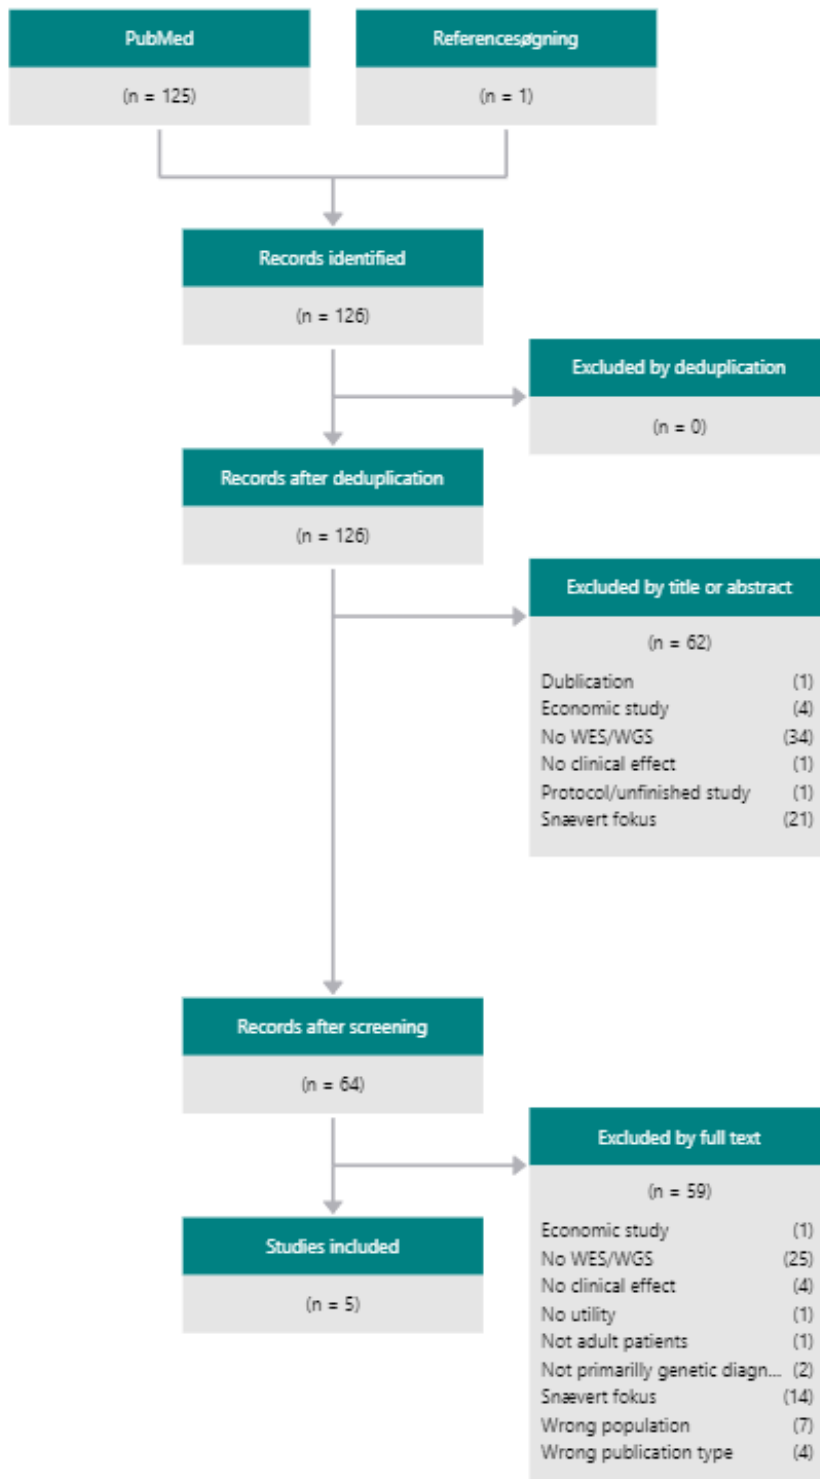 PubMed
(n = 125)
Referencesøgning
(n = 1)
Records identified
(n = 126)
Excluded by deduplication
(n = 0)
Records after deduplication
(n = 126)
Excluded by title or abstract
(n = 62)
Dublication (1)
Economic study (4)
No WES/WGS (34)
No clinical effect (1)
Protocol/unfinished study (1)
Snævert fokus (21)
Records after screening
(n = 64)
Excluded by full text
(n = 59)
Economic study (1)
No WES/WGS (25)
No clinical effect (4)
No utility (1)
Not adult patients (1)
Not primarilly genetic diagn... (2)
Snævert fokus (14)
Wrong population (7)
Wrong publication type (4)
Studies included
(n = 5)